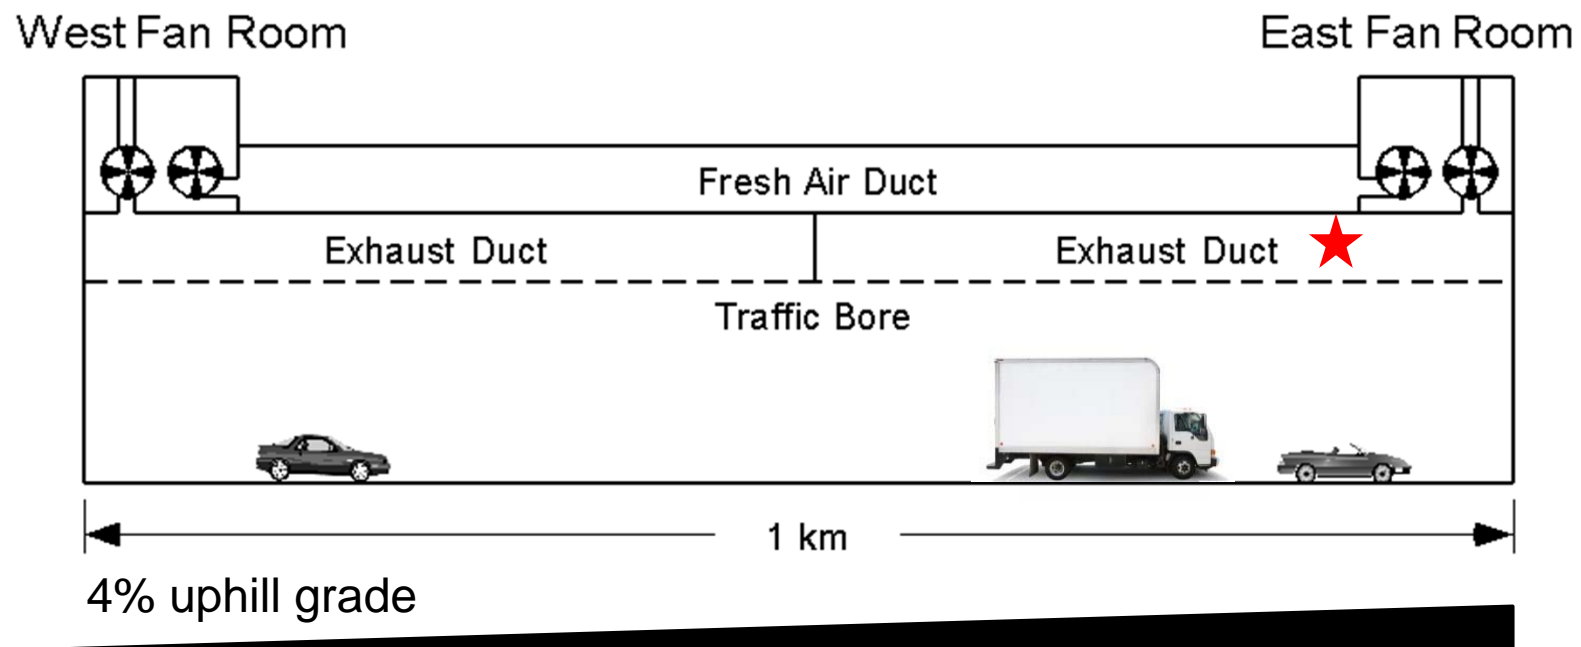 West Fan Room
East Fan Room
Fresh Air Duct
Exhaust Duct
Exhaust Duct
Traffic Bore
1 km
4% uphill grade